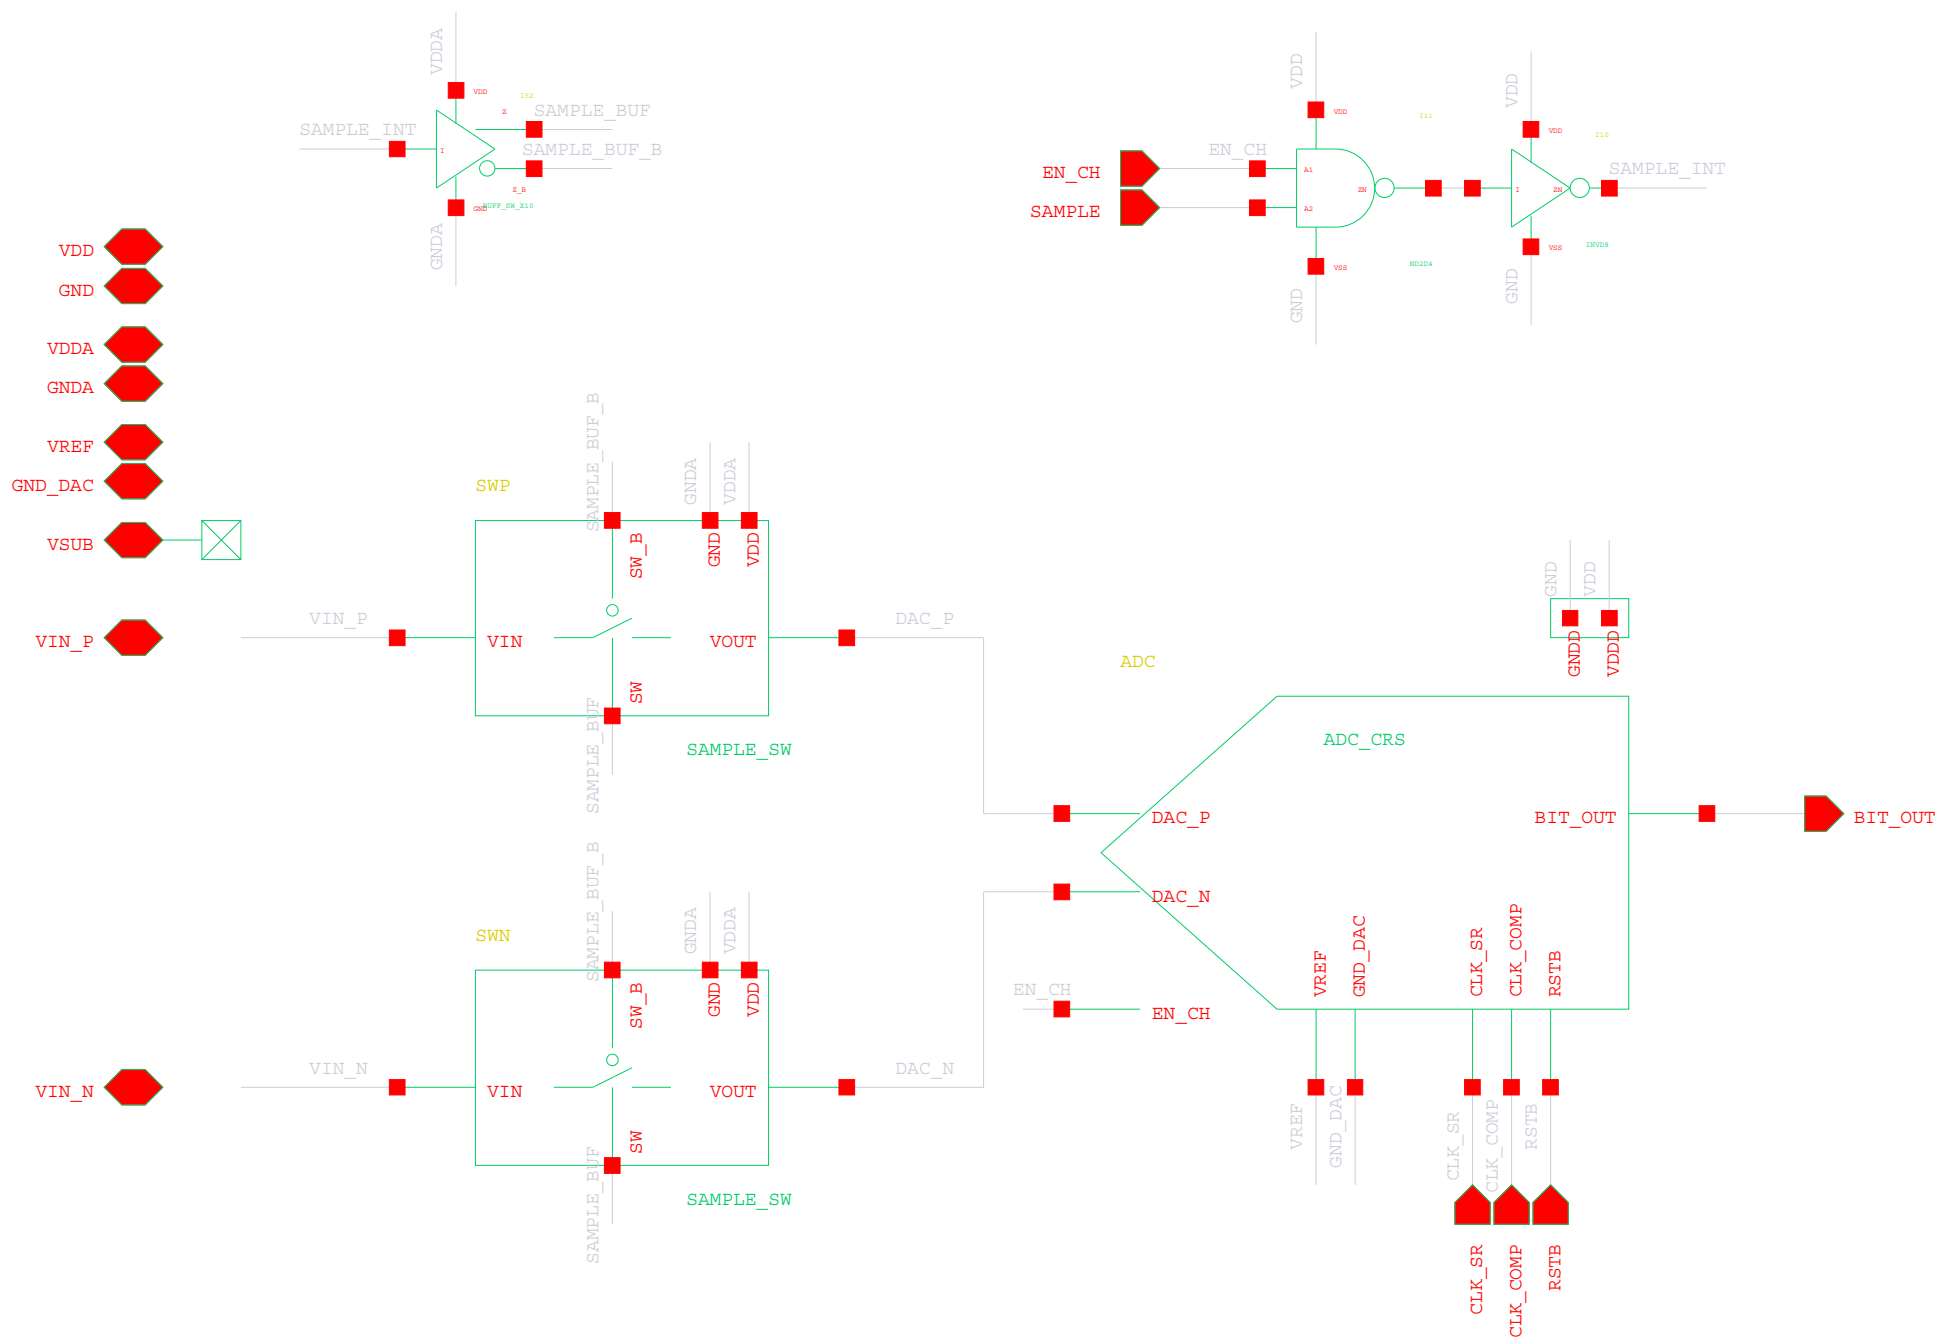 VDDA
VDD
I52
Z
SAMPLE_BUF
SAMPLE_INT
I
SAMPLE_BUF_B
Z_B
GND
BUFF_SW_X10
GNDA
VDD
VDD
I11
EN_CH
EN_CH
A1
ZN
SAMPLE
A2
VSS
ND2D4
GND
VDD
VDD
I10
SAMPLE_INT
I
ZN
VSS
INVD8
GND
VDD
GND
VDDA
GNDA
VREF
GND_DAC
VSUB
VIN_P
VIN_N
SWP
SAMPLE_BUF_B
GNDA
VDDA
SW_B
GND
VDD
VIN_P
VIN
VOUT
DAC_P
SW
SAMPLE_BUF
SAMPLE_SW
SWN
SAMPLE_BUF_B
GNDA
VDDA
SW_B
GND
VDD
VIN_N
VIN
VOUT
DAC_N
SW
SAMPLE_BUF
SAMPLE_SW
ADC
GND
VDD
GNDD
VDDD
ADC_CRS
DAC_P
BIT_OUT
BIT_OUT
DAC_N
EN_CH
EN_CH
VREF
GND_DAC
CLK_SR
CLK_COMP
RSTB
VREF
GND_DAC
CLK_SR
CLK_COMP
RSTB
CLK_SR
CLK_COMP
RSTB